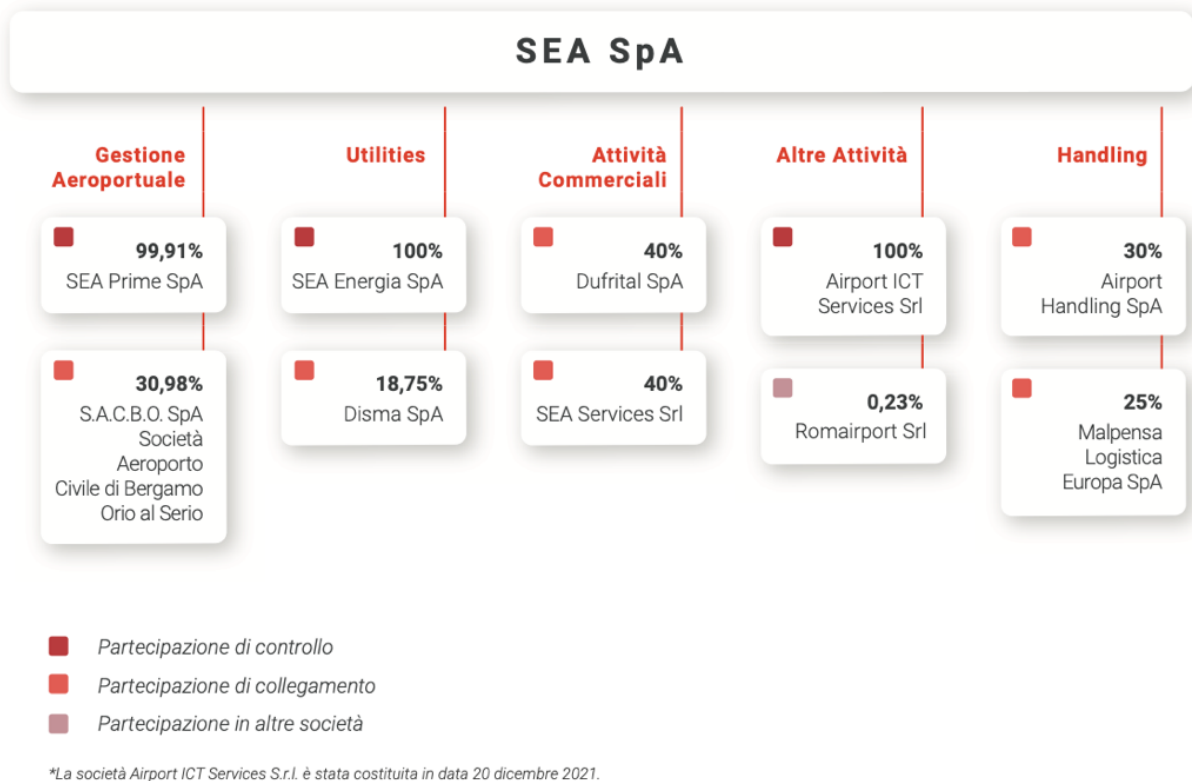 SEA SpA
Gestione
Aeroportuale
99,91%
SEA Prime SpA
30,98%
S.A.C.B.O. SpA
Società
Aeroporto
Civile di Bergamo
Orio al Serio
Utilities
100%
SEA Energia SpA
18,75%
Disma SpA
Attività
Commerciali
40%
Dufrital SpA
40%
SEA Services Srl
Altre Attività
100%
Airport ICT
Services Srl
0,23%
Romairport Srl
Handling
30%
Airport
Handling SpA
25%
Malpensa
Logistica
Europa SpA
Partecipazione di controllo
Partecipazione di collegamento
Partecipazione in altre società
*La società Airport ICT Services S.r.l. è stata costituita in data 20 dicembre 2021.